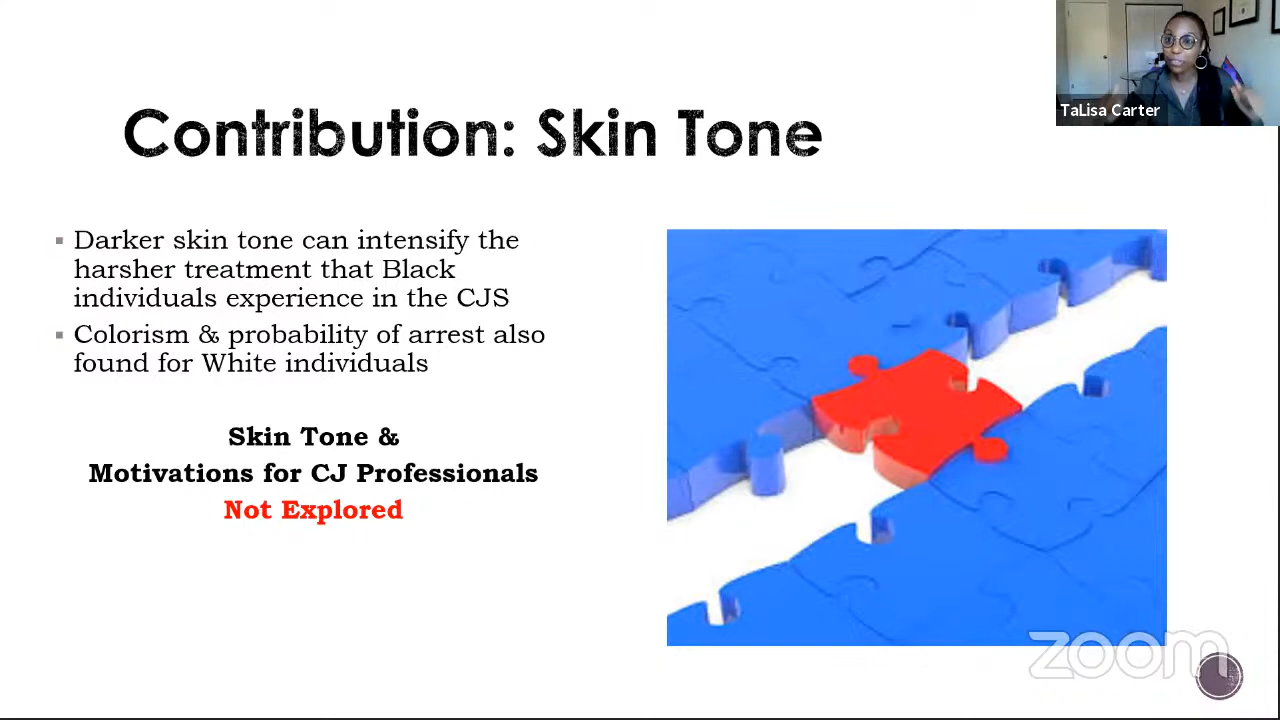 TaLisa Carter
Contribution: Skin Tone
Darker skin tone can intensify the
harsher treatment that Black
individuals experience in the CJS
Colorism & probability of arrest also
found for White individuals
Skin Tone &
Motivations for CJ Professionals
Not Explored
zoom